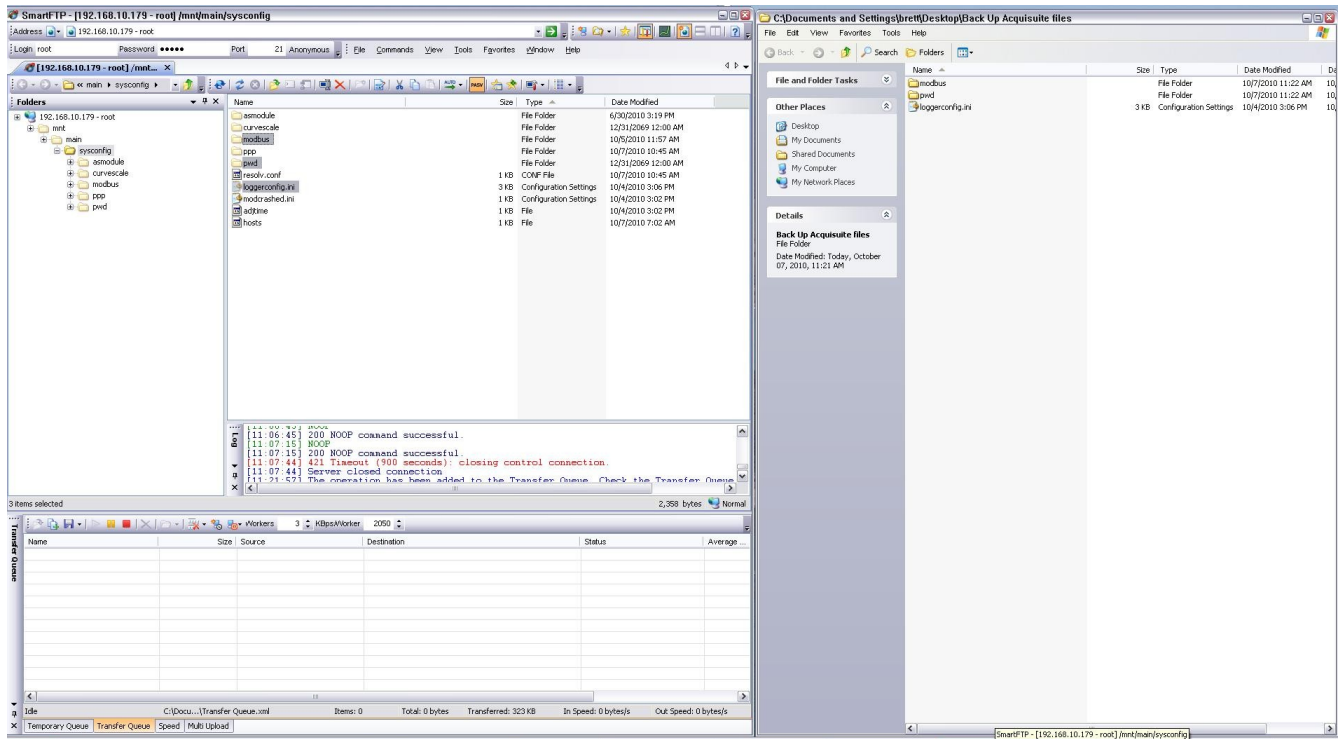 SmartFTP - [192.168.10.179 - root] /mnt/main/sysconfig
Address 192.168.10.179 - root
Login root Password ●●●●● Port 21 Anonymous File Commands View Tools Favorites Window Help
[192.168.10.179 - root] /mnt... X
« main sysconfig
PASV
Folders
192.168.10.179 - root
mnt
main
sysconfig
asmodule
curvescale
modbus
ppp
pwd
Name Size Type Date Modified
asmodule File Folder 6/30/2010 3:19 PM
curvescale File Folder 12/31/2069 12:00 AM
modbus File Folder 10/5/2010 11:57 AM
ppp File Folder 10/7/2010 10:45 AM
pwd File Folder 12/31/2069 12:00 AM
resolv.conf 1 KB CONF File 10/7/2010 10:45 AM
loggerconfig.ini 3 KB Configuration Settings 10/4/2010 3:06 PM
modcrashed.ini 1 KB Configuration Settings 10/4/2010 3:02 PM
adjtime 1 KB File 10/4/2010 3:02 PM
hosts 1 KB File 10/7/2010 7:02 AM
Log
[11:06:45] NOOP
[11:06:45] 200 NOOP command successful.
[11:07:15] NOOP
[11:07:15] 200 NOOP command successful.
[11:07:44] 421 Timeout (900 seconds): closing control connection.
[11:07:44] Server closed connection
[11:21:57] The operation has been added to the Transfer Queue. Check the Transfer Queue
3 items selected 2,358 bytes Normal
Transfer Queue
Workers 3 KBps/Worker 2050
Name Size Source Destination Status Average ...
Idle C:\Docu...\Transfer Queue.xml Items: 0 Total: 0 bytes Transferred: 323 KB In Speed: 0 bytes/s Out Speed: 0 bytes/s
Temporary Queue Transfer Queue Speed Multi Upload
C:\Documents and Settings\brett\Desktop\Back Up Acquisuite files
File Edit View Favorites Tools Help
Back Search Folders
File and Folder Tasks
Other Places
Desktop
My Documents
Shared Documents
My Computer
My Network Places
Details
Back Up Acquisuite files
File Folder
Date Modified: Today, October
07, 2010, 11:21 AM
Name Size Type Date Modified Da
modbus File Folder 10/7/2010 11:22 AM 10,
pwd File Folder 10/7/2010 11:22 AM 10,
loggerconfig.ini 3 KB Configuration Settings 10/4/2010 3:06 PM 10,
SmartFTP - [192.168.10.179 - root] /mnt/main/sysconfig